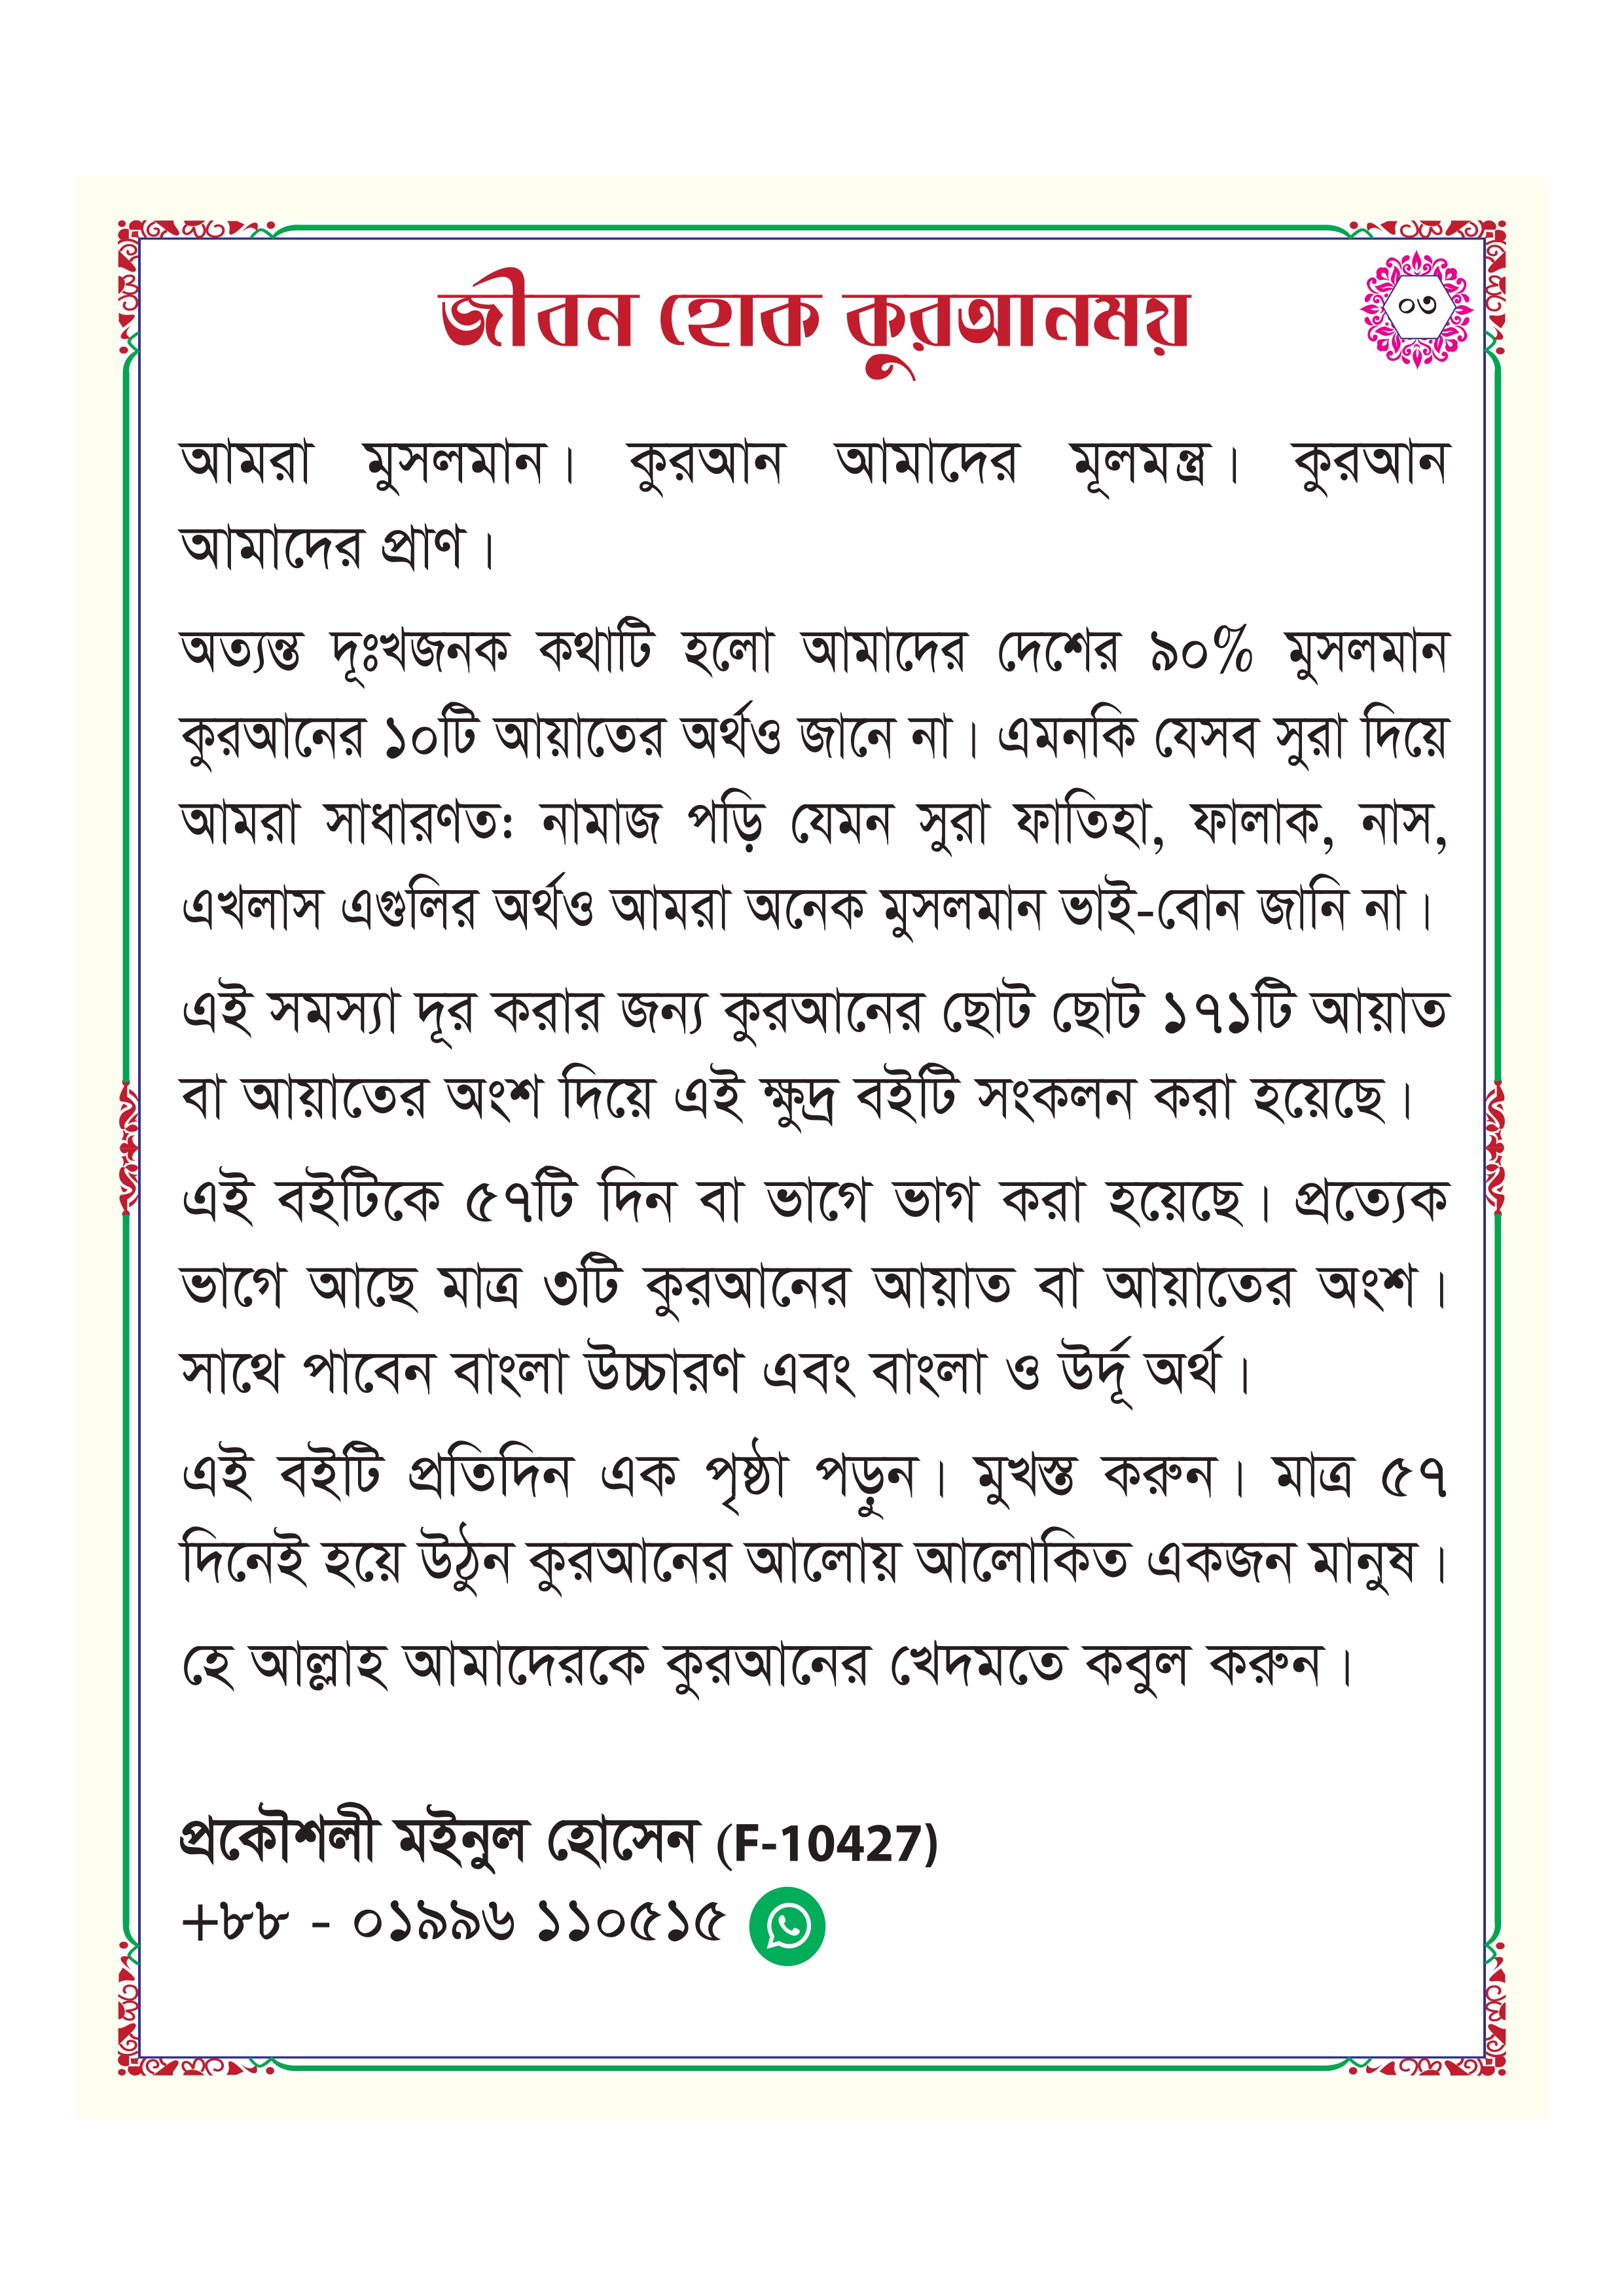 জীবন হোক কুরআনময়
০৩
আমরা মুসলমান। কুরআন আমাদের মূলমন্ত্র। কুরআন
আমাদের প্রাণ।
অত্যন্ত দূঃখজনক কথাটি হলো আমাদের দেশের ৯০% মুসলমান
কুরআনের ১০টি আয়াতের অর্থও জানে না। এমনকি যেসব সুরা দিয়ে
আমরা সাধারণত: নামাজ পড়ি যেমন সুরা ফাতিহা, ফালাক, নাস,
এখলাস এগুলির অর্থও আমরা অনেক মুসলমান ভাই-বোন জানি না।
এই সমস্যা দূর করার জন্য কুরআনের ছোট ছোট ১৭১টি আয়াত
বা আয়াতের অংশ দিয়ে এই ক্ষুদ্র বইটি সংকলন করা হয়েছে।
এই বইটিকে ৫৭টি দিন বা ভাগে ভাগ করা হয়েছে। প্রত্যেক
ভাগে আছে মাত্র ৩টি কুরআনের আয়াত বা আয়াতের অংশ।
সাথে পাবেন বাংলা উচ্চারণ এবং বাংলা ও উর্দূ অর্থ।
এই বইটি প্রতিদিন এক পৃষ্ঠা পড়ুন। মুখস্ত করুন। মাত্র ৫৭
দিনেই হয়ে উঠুন কুরআনের আলোয় আলোকিত একজন মানুষ।
হে আল্লাহ আমাদেরকে কুরআনের খেদমতে কবুল করুন।
প্রকৌশলী মইনুল হোসেন (F-10427)
+৮৮ - ০১৯৯৬ ১১০৫১৫